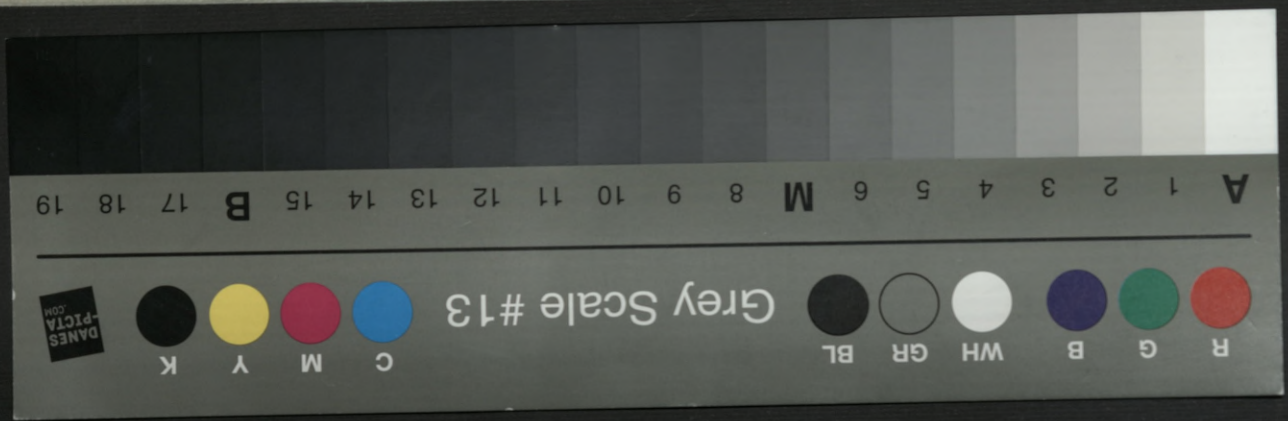 R G B WH GR BL C M Y K
Grey Scale #13
DANES
-PICTA
.COM
A 1 2 3 4 5 6 M 8 9 10 11 12 13 14 15 B 17 18 19